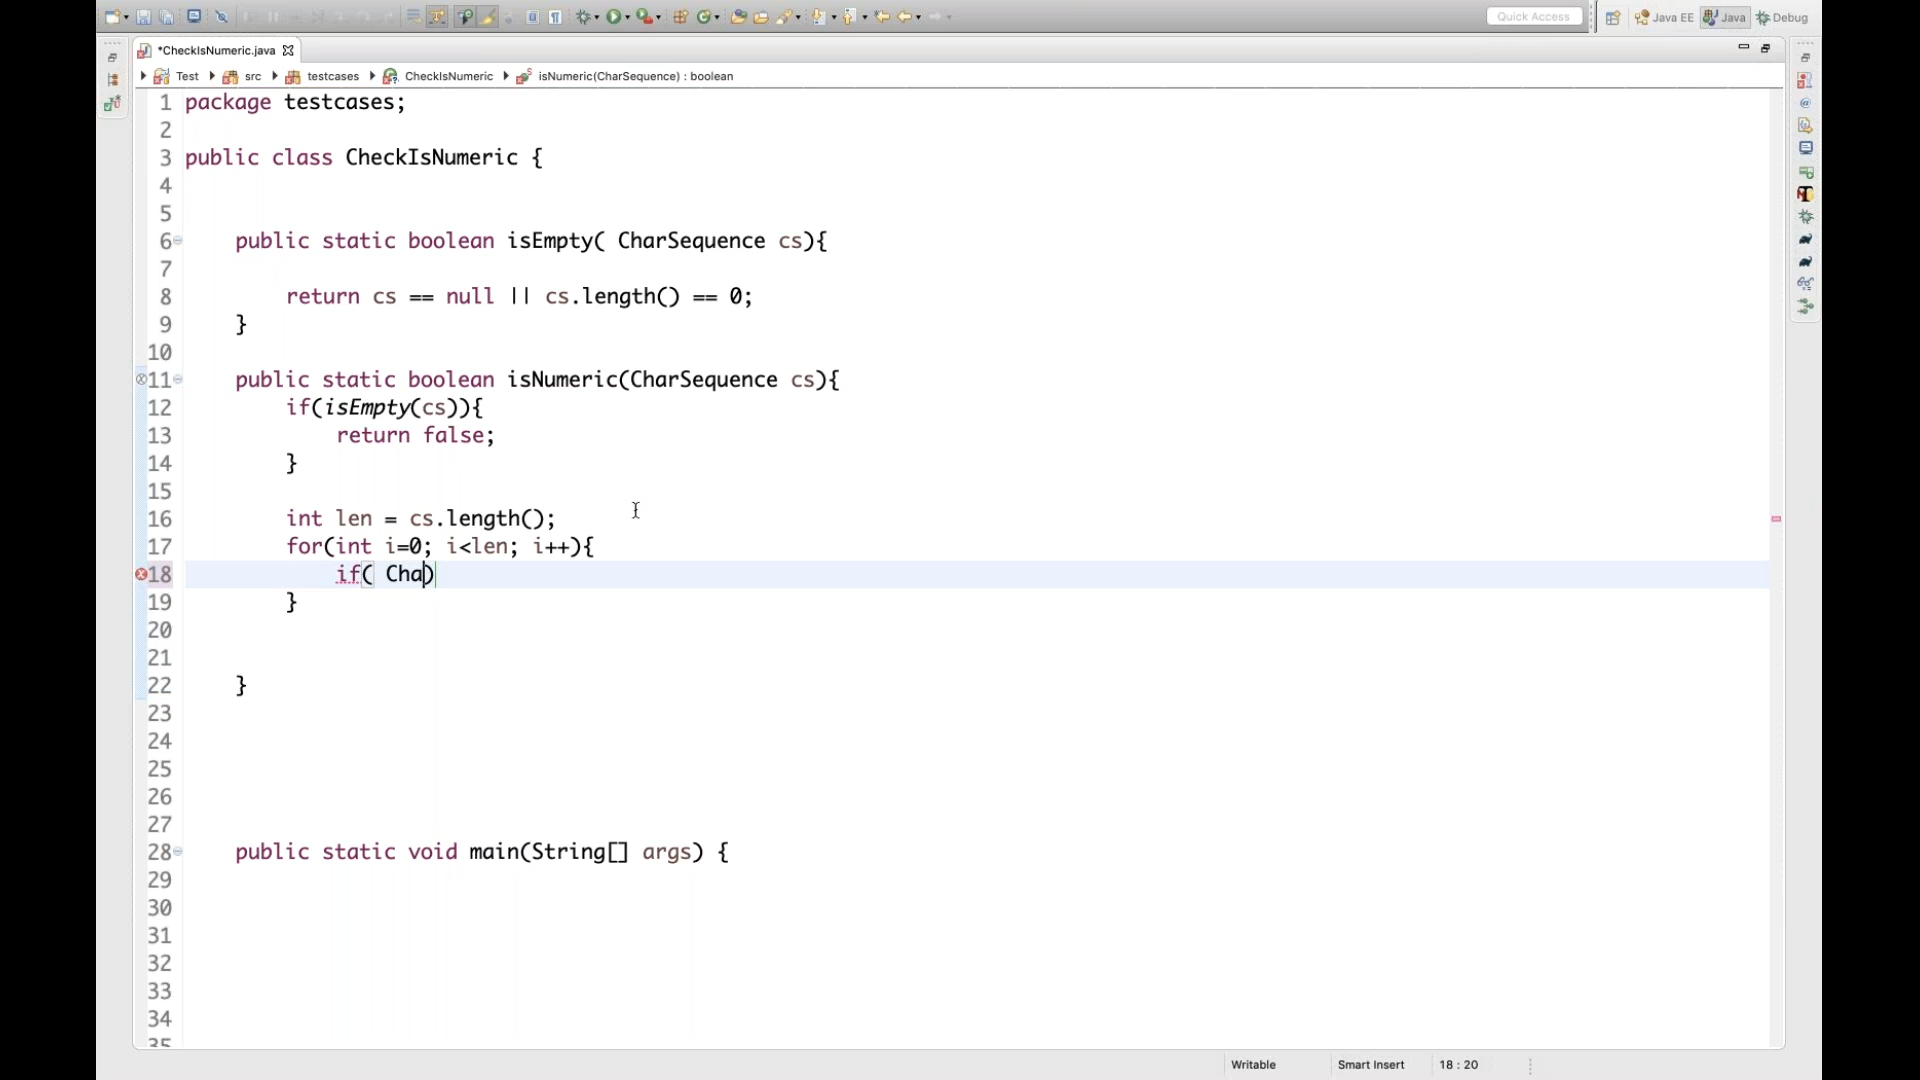 Quick Access
Java EE
Java
Debug
*CheckIsNumeric.java
Test
src
testcases
CheckIsNumeric
isNumeric(CharSequence) : boolean
1 package testcases;
2
3 public class CheckIsNumeric {
4
5
6 public static boolean isEmpty( CharSequence cs){
7
8 return cs == null || cs.length() == 0;
9 }
10
11 public static boolean isNumeric(CharSequence cs){
12 if(isEmpty(cs)){
13 return false;
14 }
15
16 int len = cs.length();
17 for(int i=0; i<len; i++){
18 if( Cha)
19 }
20
21
22 }
23
24
25
26
27
28 public static void main(String[] args) {
29
30
31
32
33
34
35
Writable
Smart Insert
18 : 20